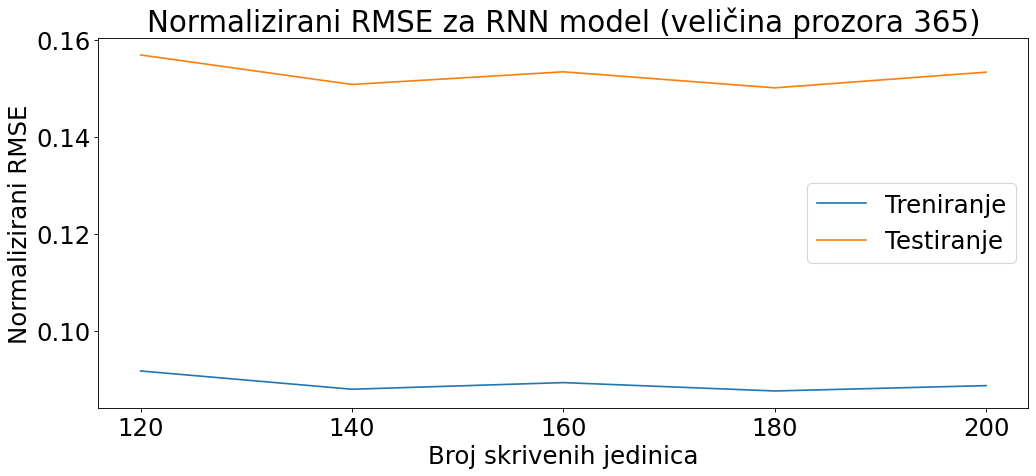 Normalizirani RMSE za RNN model (veličina prozora 365)
Normalizirani RMSE
0.16
0.14
0.12
0.10
Treniranje
Testiranje
120 140 160 180 200
Broj skrivenih jedinica